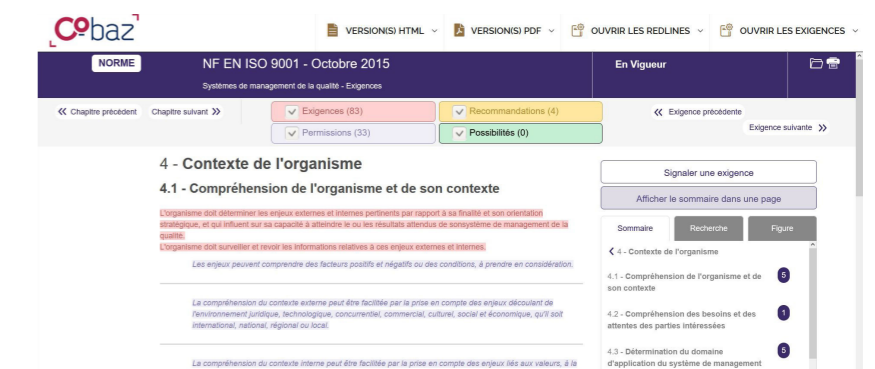 Cobaz
VERSION(S) HTML
VERSION(S) PDF
OUVRIR LES REDLINES
OUVRIR LES EXIGENCES
NORME
NF EN ISO 9001 - Octobre 2015
En Vigueur
Systèmes de management de la qualité - Exigences
Chapitre précédent
Chapitre suivant
Exigences (83)
Recommandations (4)
Permissions (33)
Possibilités (0)
Exigence précédente
Exigence suivante
4 - Contexte de l'organisme
4.1 - Compréhension de l'organisme et de son contexte
L'organisme doit déterminer les enjeux externes et internes pertinents par rapport à sa finalité et son orientation
stratégique, et qui influent sur sa capacité à atteindre le ou les résultats attendus de sonsystème de management de la
qualité.
L'organisme doit surveiller et revoir les informations relatives à ces enjeux externes et internes.
Les enjeux peuvent comprendre des facteurs positifs et négatifs ou des conditions, à prendre en considération.
La compréhension du contexte externe peut être facilitée par la prise en compte des enjeux découlant de
l'environnement juridique, technologique, concurrentiel, commercial, culturel, social et économique, qu'il soit
international, national, régional ou local.
La compréhension du contexte interne peut être facilitée par la prise en compte des enjeux liés aux valeurs, à la
Signaler une exigence
Afficher le sommaire dans une page
Sommaire
Recherche
Figure
4 - Contexte de l'organisme
4.1 - Compréhension de l'organisme et de
son contexte
5
4.2 - Compréhension des besoins et des
attentes des parties intéressées
1
4.3 - Détermination du domaine
d'application du système de management
5